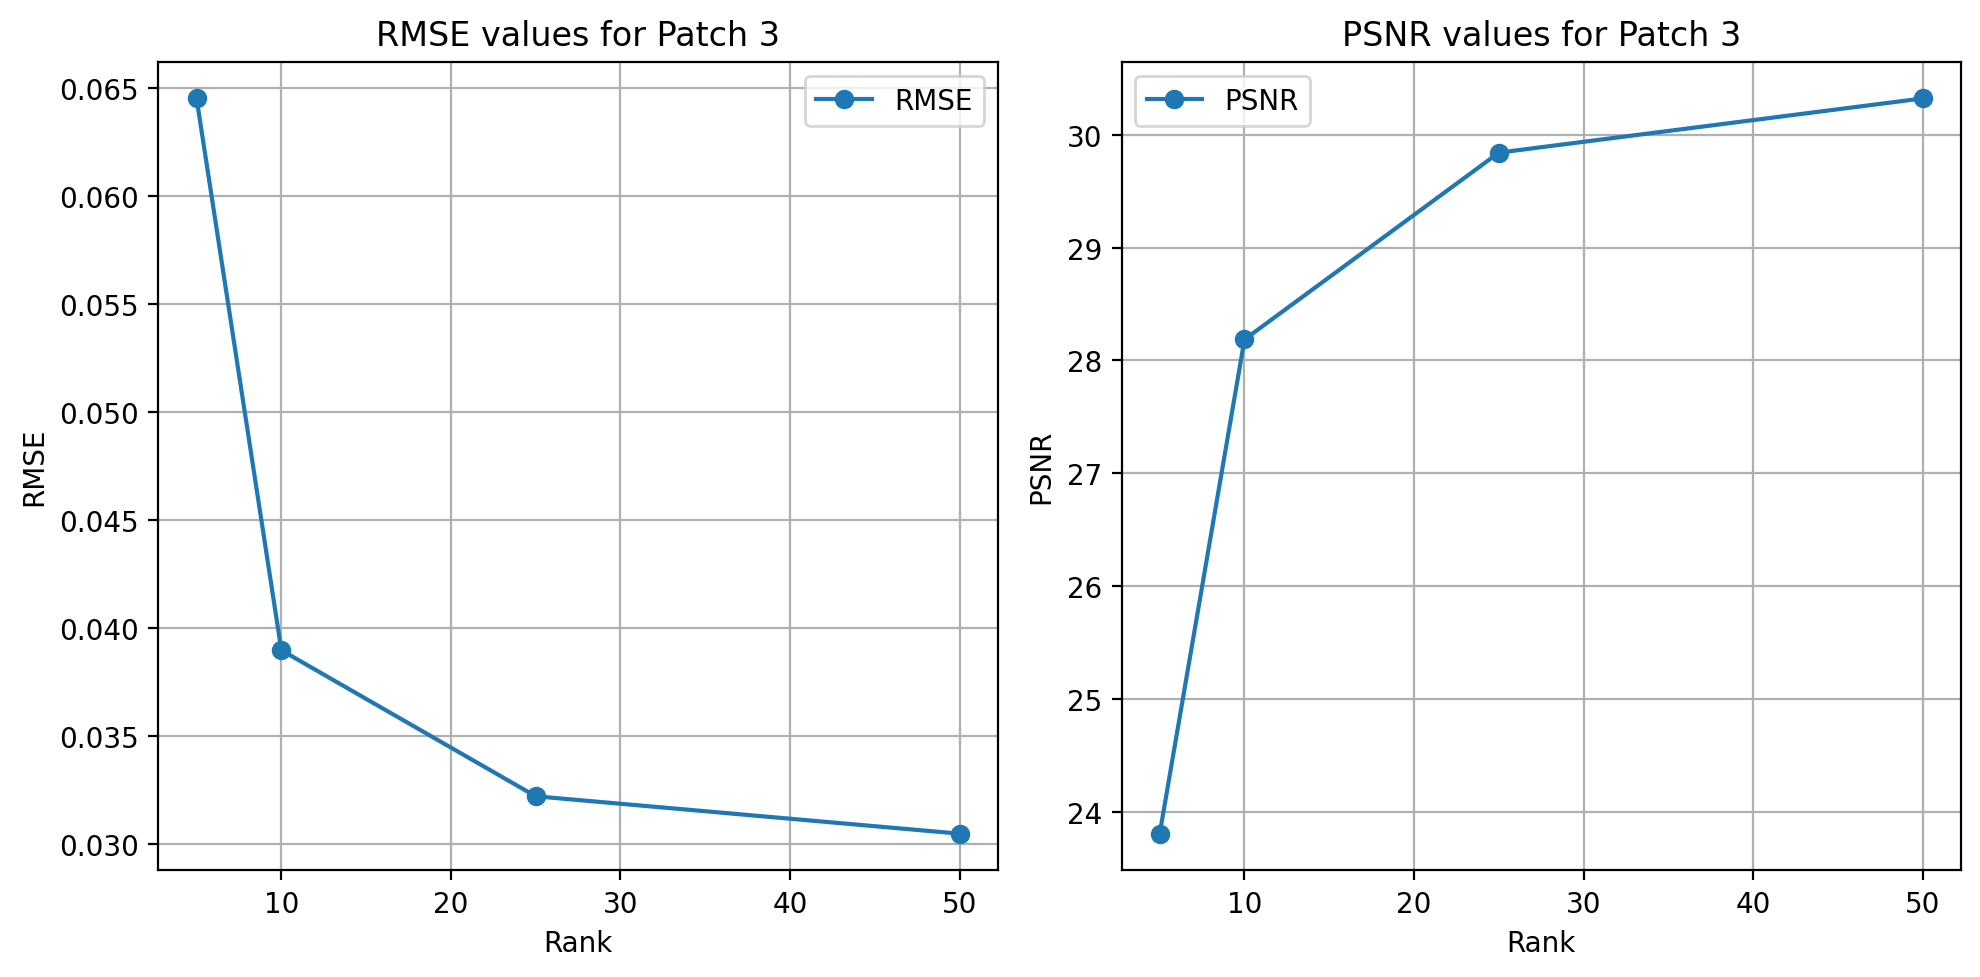 RMSE values for Patch 3
RMSE
0.065
0.060
0.055
0.050
0.045
0.040
0.035
0.030
RMSE
10 20 30 40 50
Rank
PSNR values for Patch 3
PSNR
30
29
28
27
26
25
24
PSNR
10 20 30 40 50
Rank